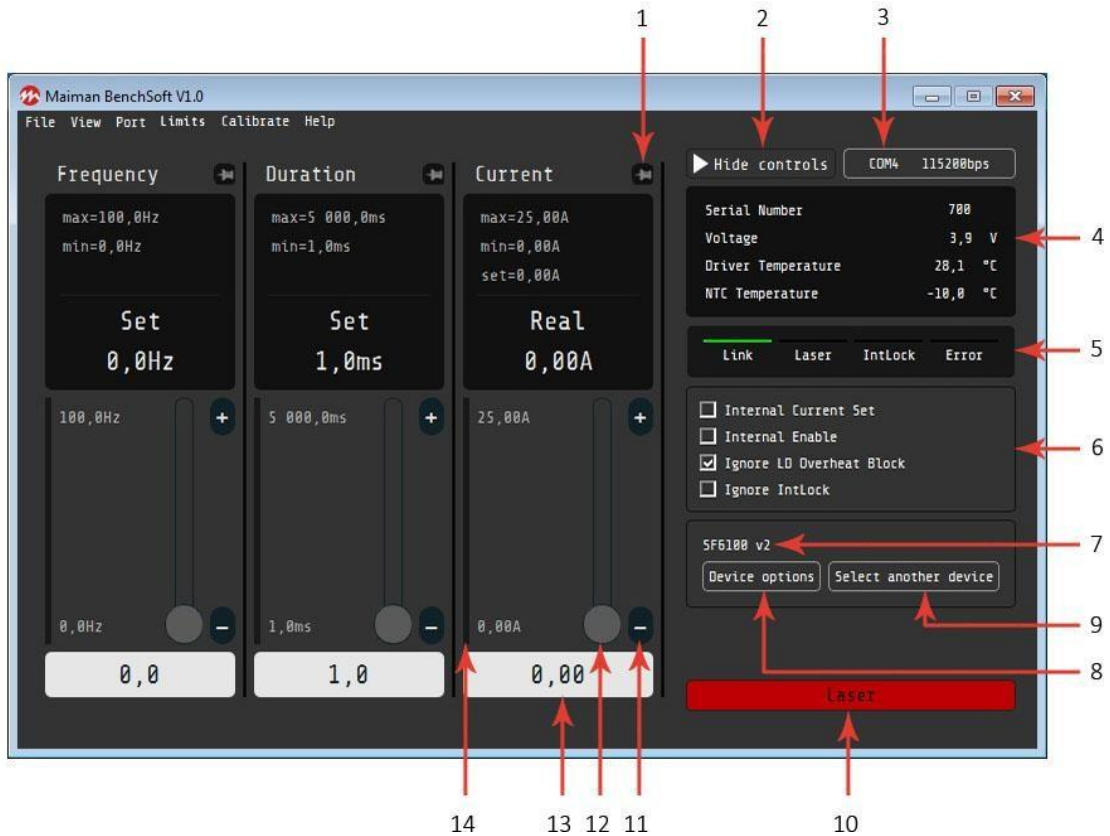 1 2 3
Maiman BenchSoft V1.0
File View Port Limits Calibrate Help
Frequency
max=100,0Hz
min=0,0Hz
Set
0,0Hz
100,0Hz
+
0,0Hz
-
0,0
Duration
max=5 000,0ms
min=1,0ms
Set
1,0ms
5 000,0ms
+
1,0ms
-
1,0
Current
max=25,00A
min=0,00A
set=0,00A
Real
0,00A
25,00A
+
0,00A
-
0,00
Hide controls COM4 115200bps
Serial Number 700
Voltage 3,9 V
Driver Temperature 28,1 °C
NTC Temperature -10,0 °C
4
Link Laser IntLock Error
5
Internal Current Set
Internal Enable
Ignore LD Overheat Block
Ignore IntLock
6
SF6100 v2
7
Device options Select another device
9
8
Laser
14 13 12 11 10